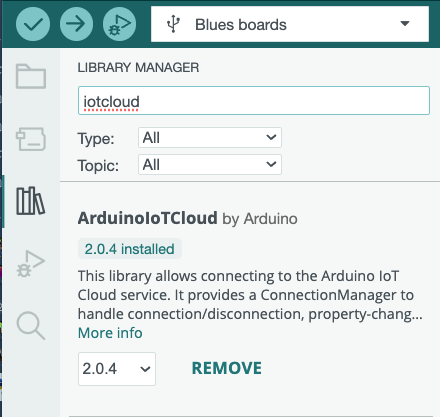 Blues boards
LIBRARY MANAGER
iotcloud
Type: All
Topic: All
ArduinoIoTCloud by Arduino
2.0.4 installed
This library allows connecting to the Arduino IoT
Cloud service. It provides a ConnectionManager to
handle connection/disconnection, property-chang...
More info
2.0.4 REMOVE